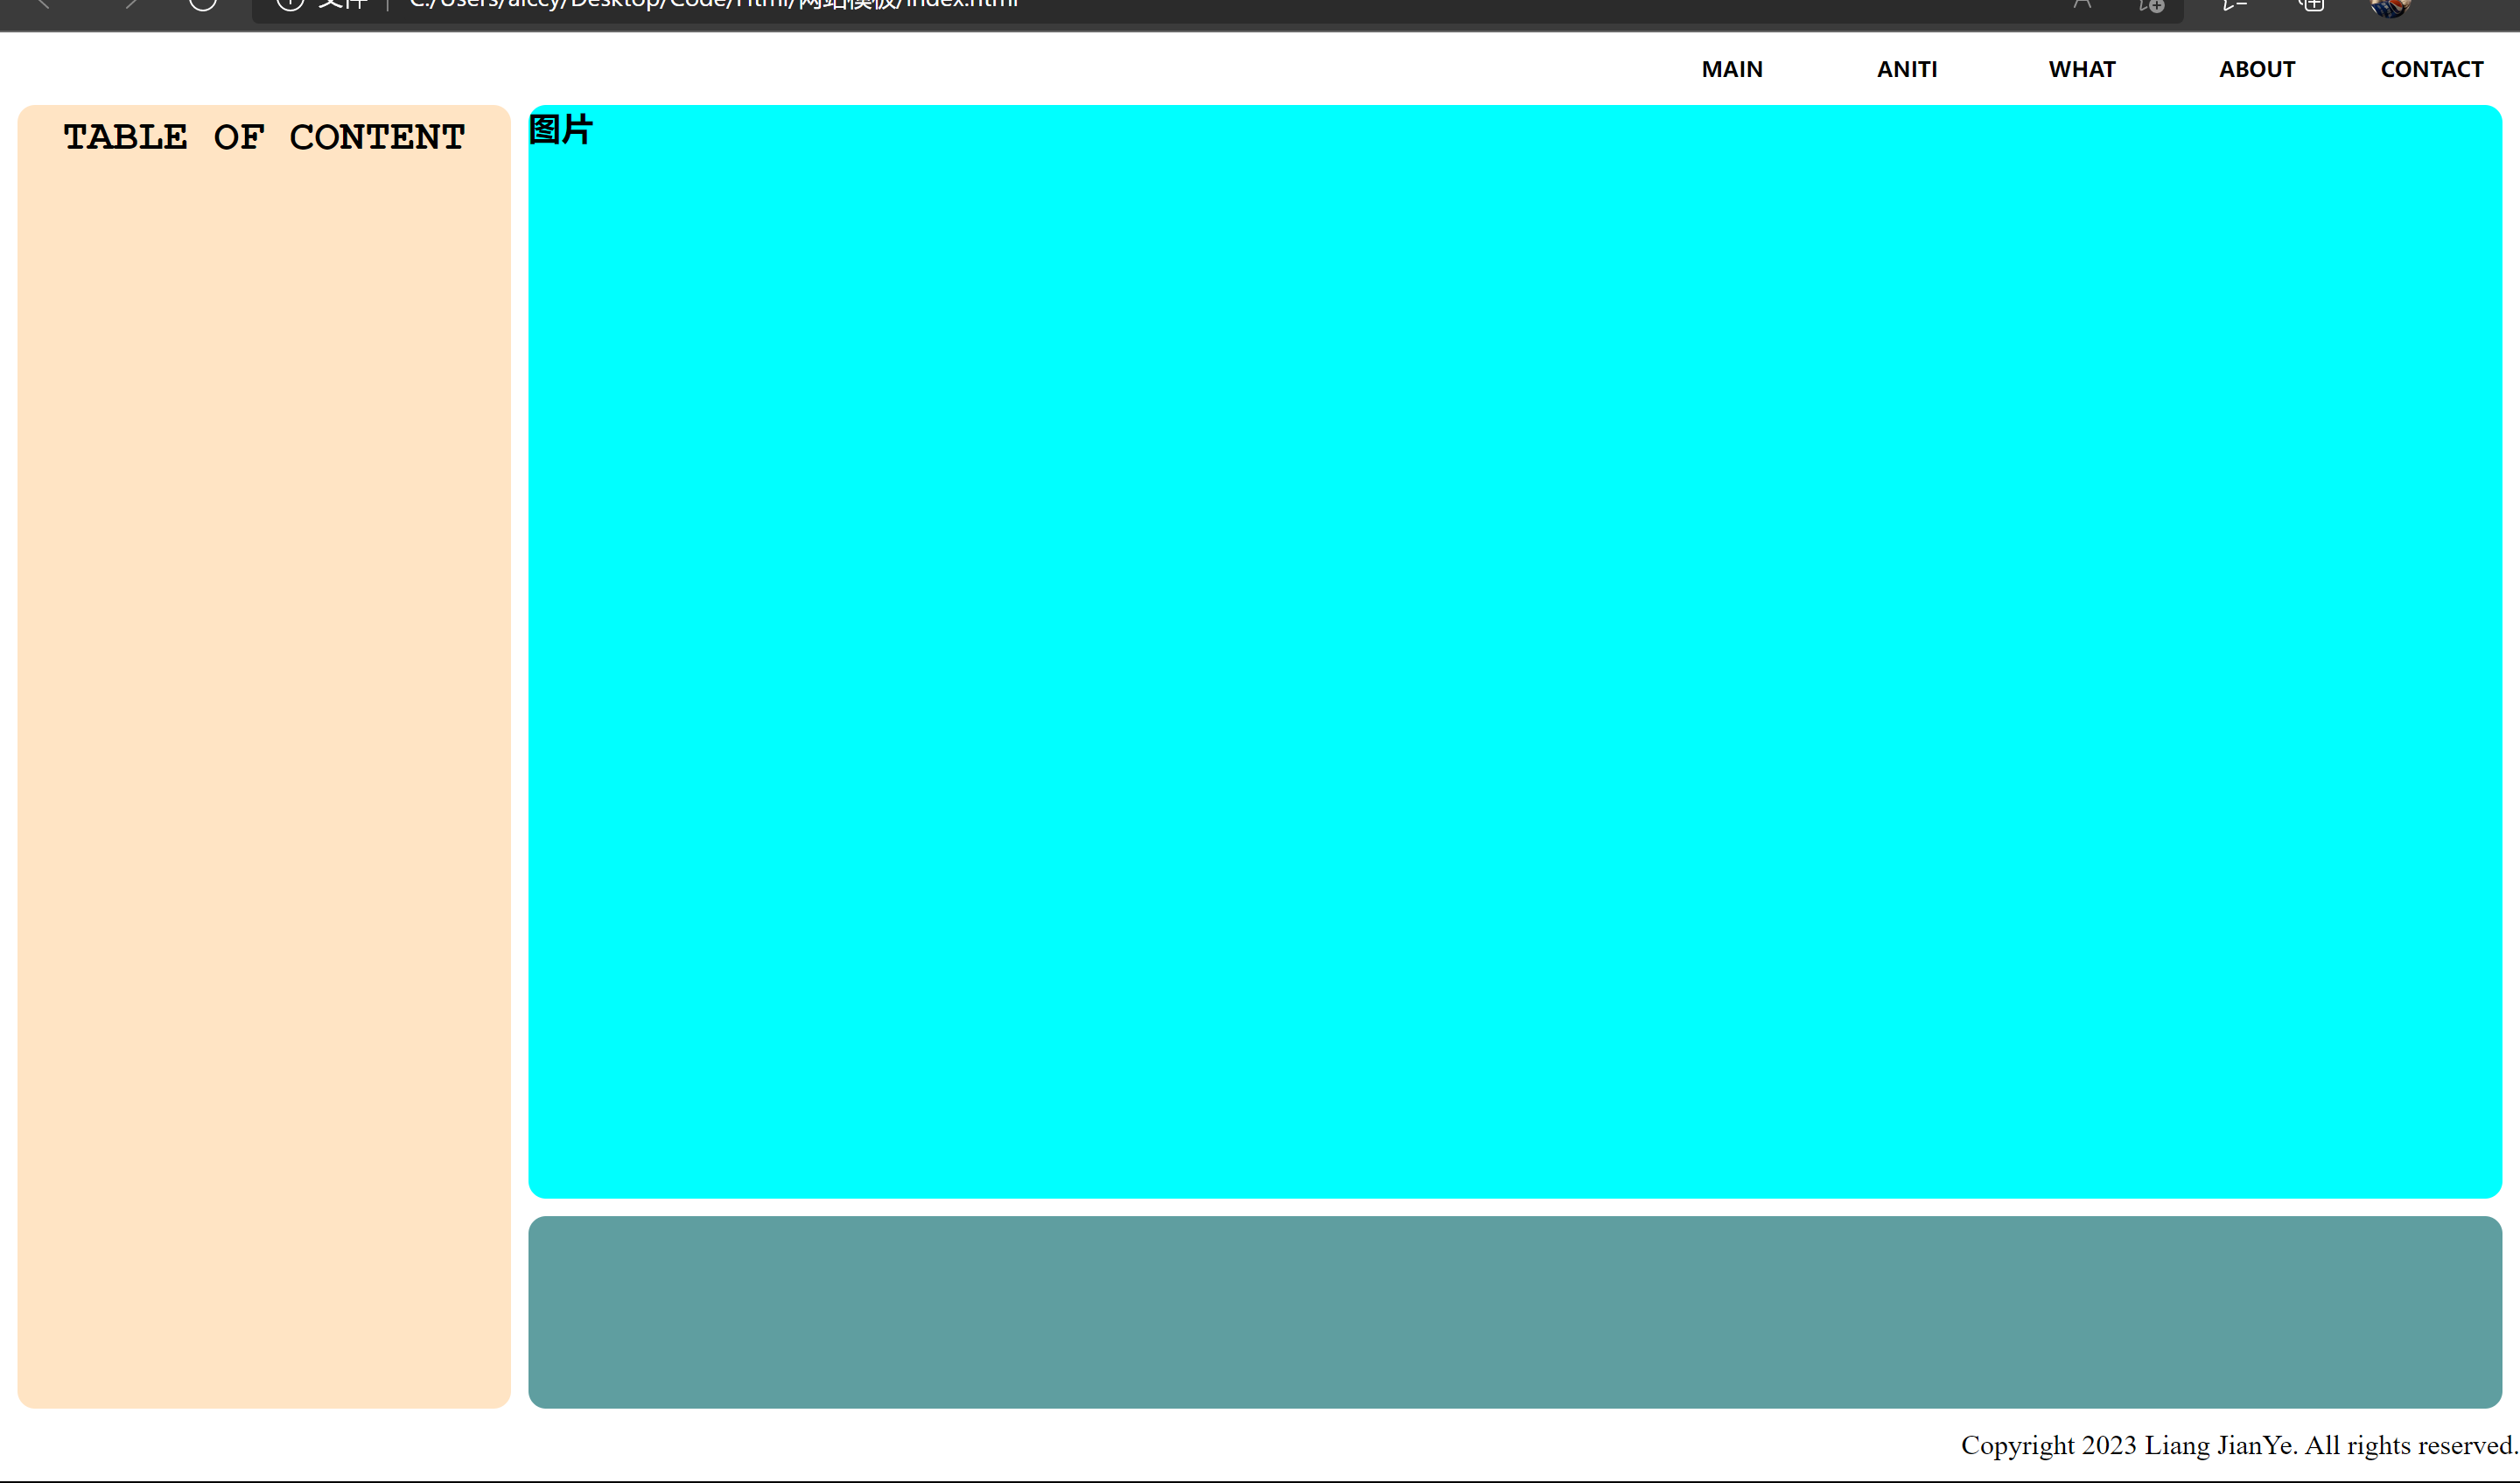 文件 C:/Users/aiccy/Desktop/Code/Html/网站模板/index.html
MAIN ANITI WHAT ABOUT CONTACT
TABLE OF CONTENT
图片
Copyright 2023 Liang JianYe. All rights reserved.